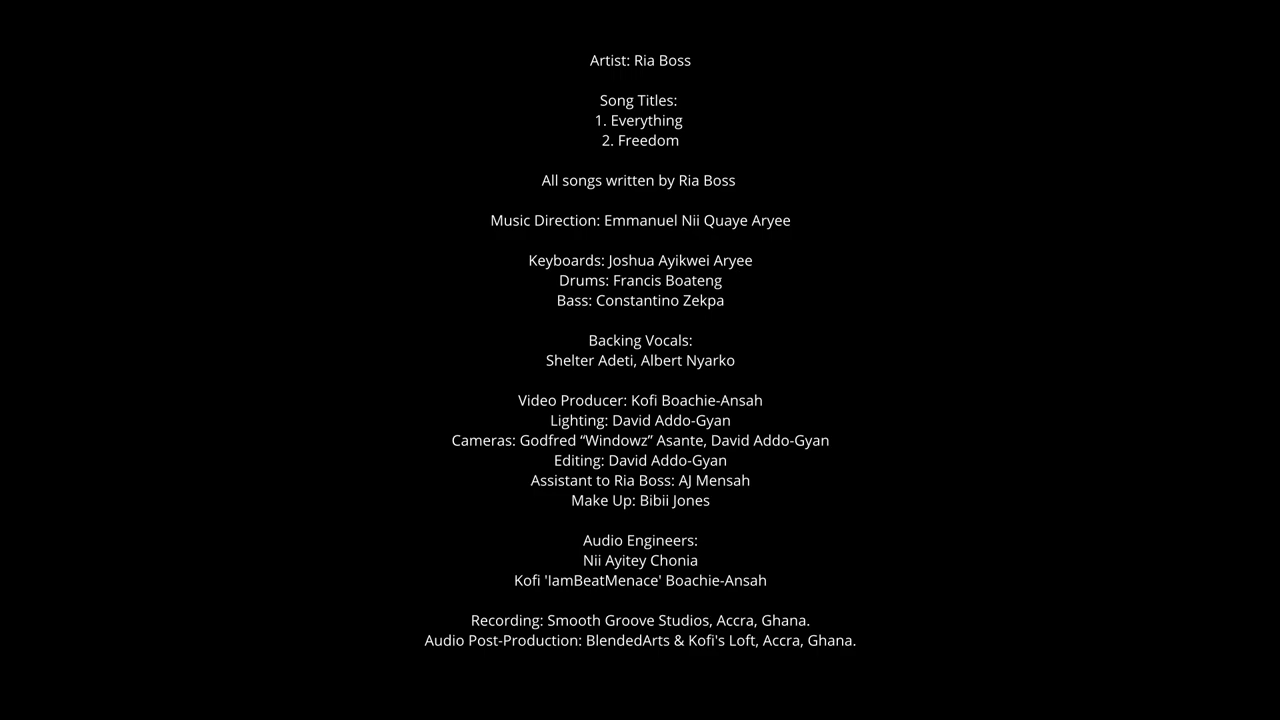 Artist: Ria Boss
Song Titles:
1. Everything
2. Freedom
All songs written by Ria Boss
Music Direction: Emmanuel Nii Quaye Aryee
Keyboards: Joshua Ayikwei Aryee
Drums: Francis Boateng
Bass: Constantino Zekpa
Backing Vocals:
Shelter Adeti, Albert Nyarko
Video Producer: Kofi Boachie-Ansah
Lighting: David Addo-Gyan
Cameras: Godfred “Windowz” Asante, David Addo-Gyan
Editing: David Addo-Gyan
Assistant to Ria Boss: AJ Mensah
Make Up: Bibii Jones
Audio Engineers:
Nii Ayitey Chonia
Kofi 'IamBeatMenace' Boachie-Ansah
Recording: Smooth Groove Studios, Accra, Ghana.
Audio Post-Production: BlendedArts & Kofi's Loft, Accra, Ghana.